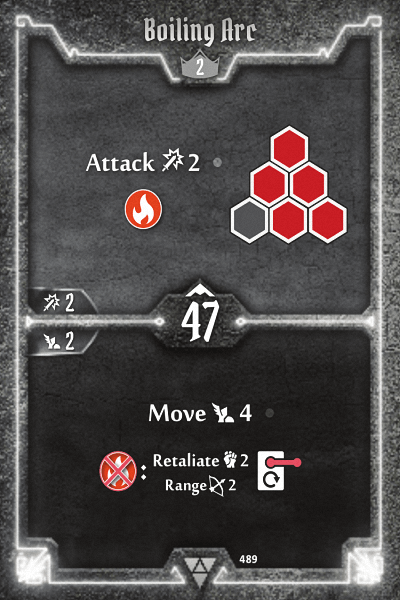 Boiling Arc
2
Attack 2
2
47
2
Move 4
: Retaliate 2
Range 2
489